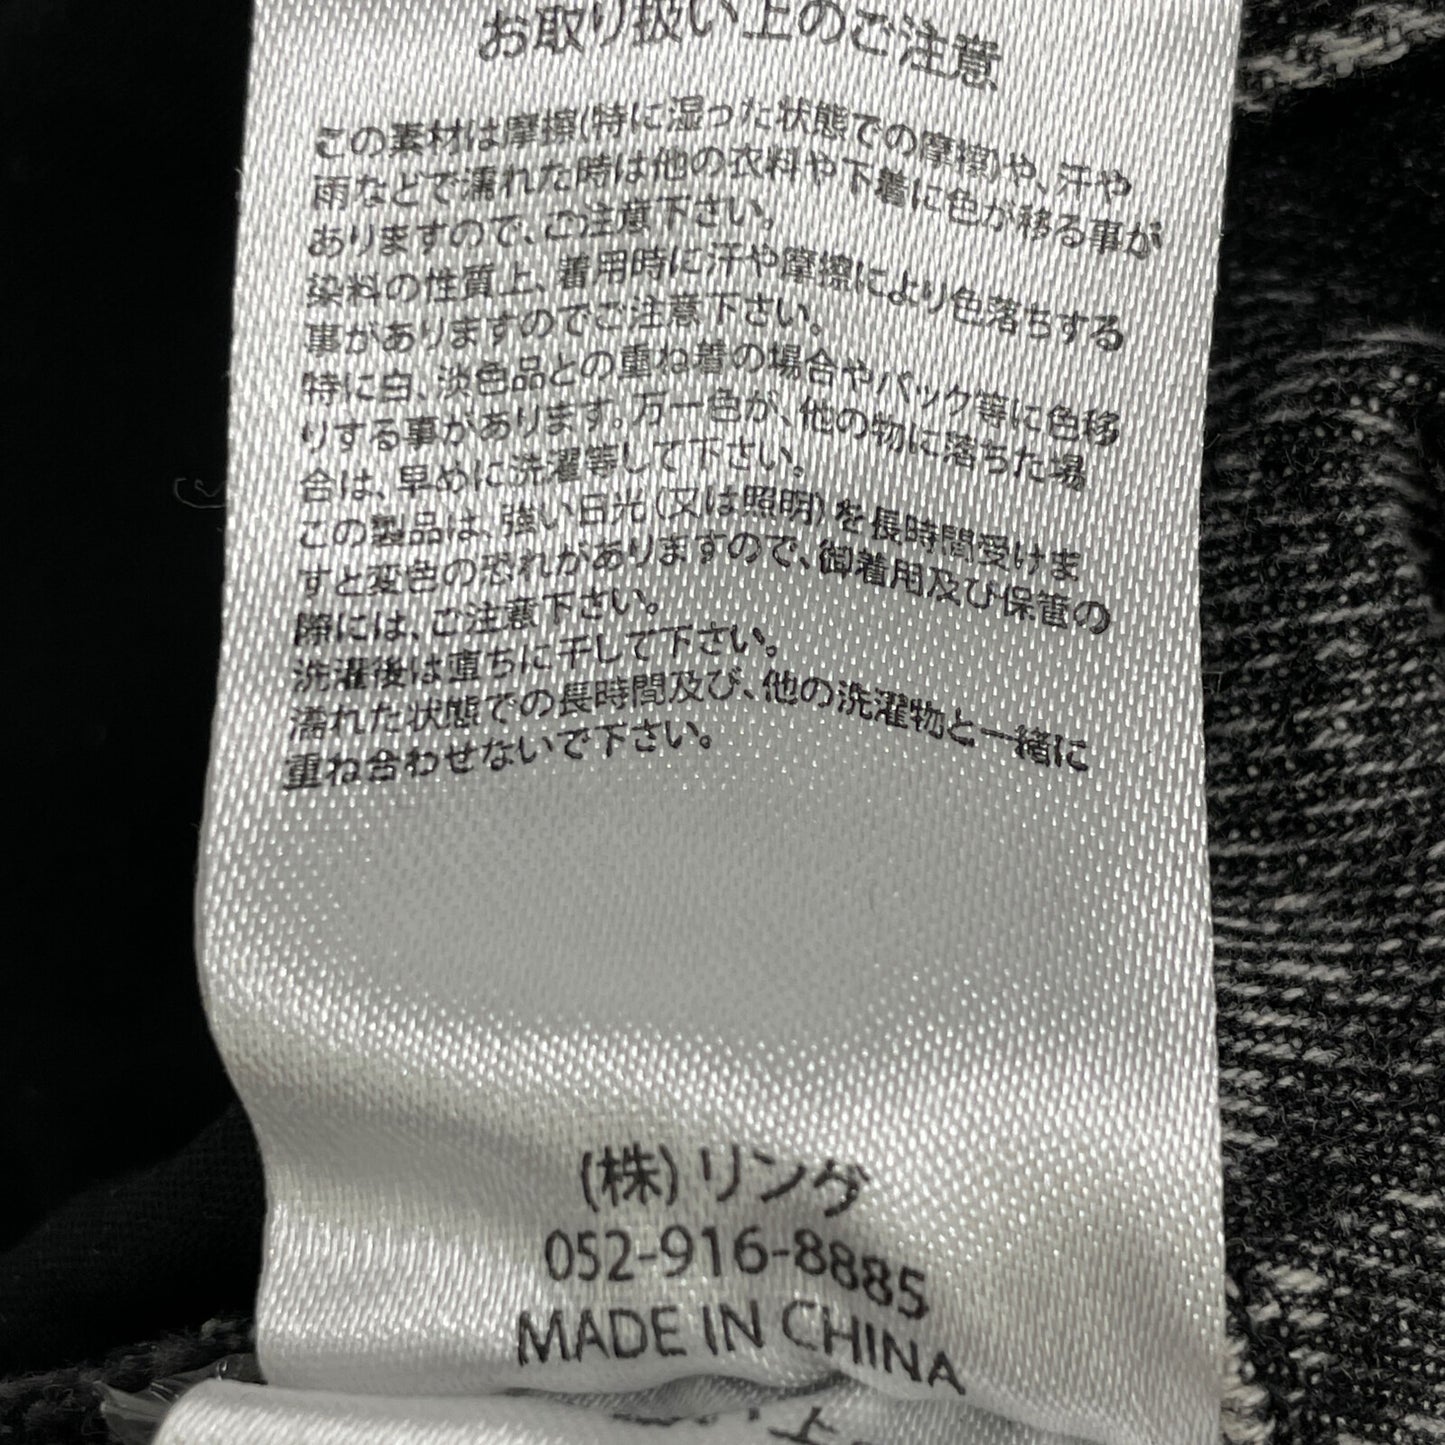 お取り扱い上のご注意
この素材は摩擦(特に湿った状態での摩擦)や、汗や
雨などで濡れた時は他の衣料や下着に色が移る事が
ありますので、ご注意下さい。
染料の性質上、着用時に汗や摩擦により色落ちする
事がありますのでご注意下さい。
特に白、淡色品との重ね着の場合やバック等に色移
りする事があります。万一色が、他の物に落ちた場
合は、早めに洗濯等して下さい。
この製品は、強い日光(又は照明)を長時間受けま
すと変色の恐れがありますので、御着用及び保管の
際には、ご注意下さい。
洗濯後は直ちに干して下さい。
濡れた状態での長時間及び、他の洗濯物と一緒に
重ね合わせないで下さい。
(株)リング
052-916-8885
MADE IN CHINA